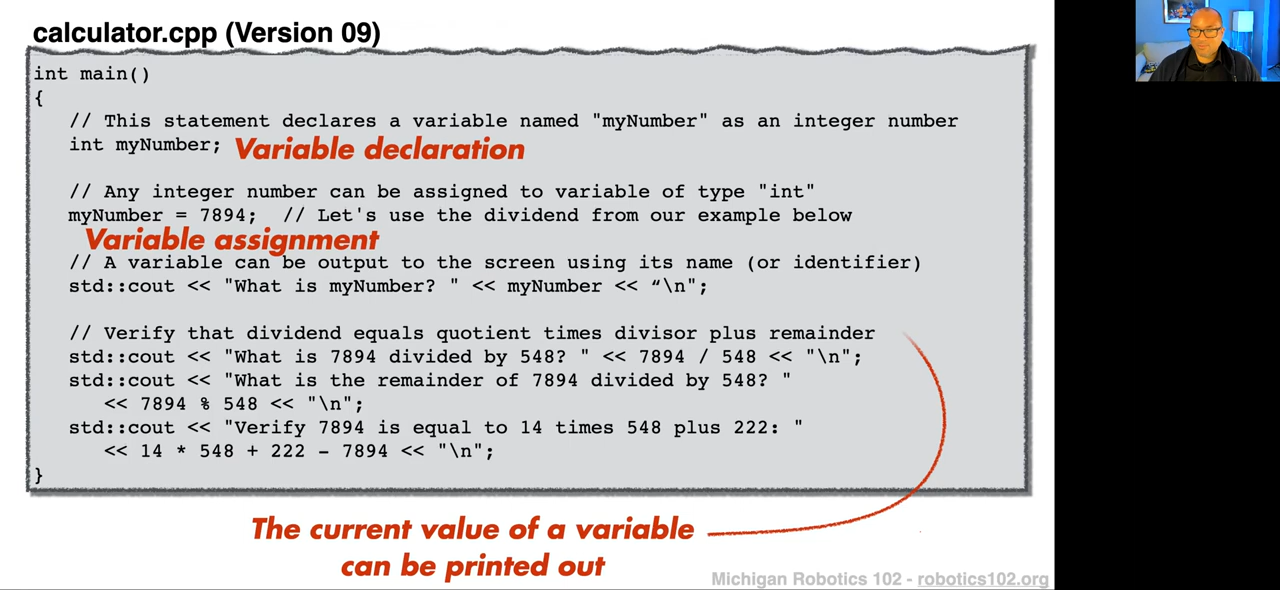 calculator.cpp (Version 09)
int main()
{
// This statement declares a variable named "myNumber" as an integer number
int myNumber; Variable declaration
// Any integer number can be assigned to variable of type "int"
myNumber = 7894; // Let's use the dividend from our example below
Variable assignment
// A variable can be output to the screen using its name (or identifier)
std::cout << "What is myNumber? " << myNumber << “\n";
// Verify that dividend equals quotient times divisor plus remainder
std::cout << "What is 7894 divided by 548? " << 7894 / 548 << "\n";
std::cout << "What is the remainder of 7894 divided by 548? "
<< 7894 % 548 << "\n";
std::cout << "Verify 7894 is equal to 14 times 548 plus 222: "
<< 14 * 548 + 222 – 7894 << "\n";
}
The current value of a variable
can be printed out
Michigan Robotics 102 - robotics102.org